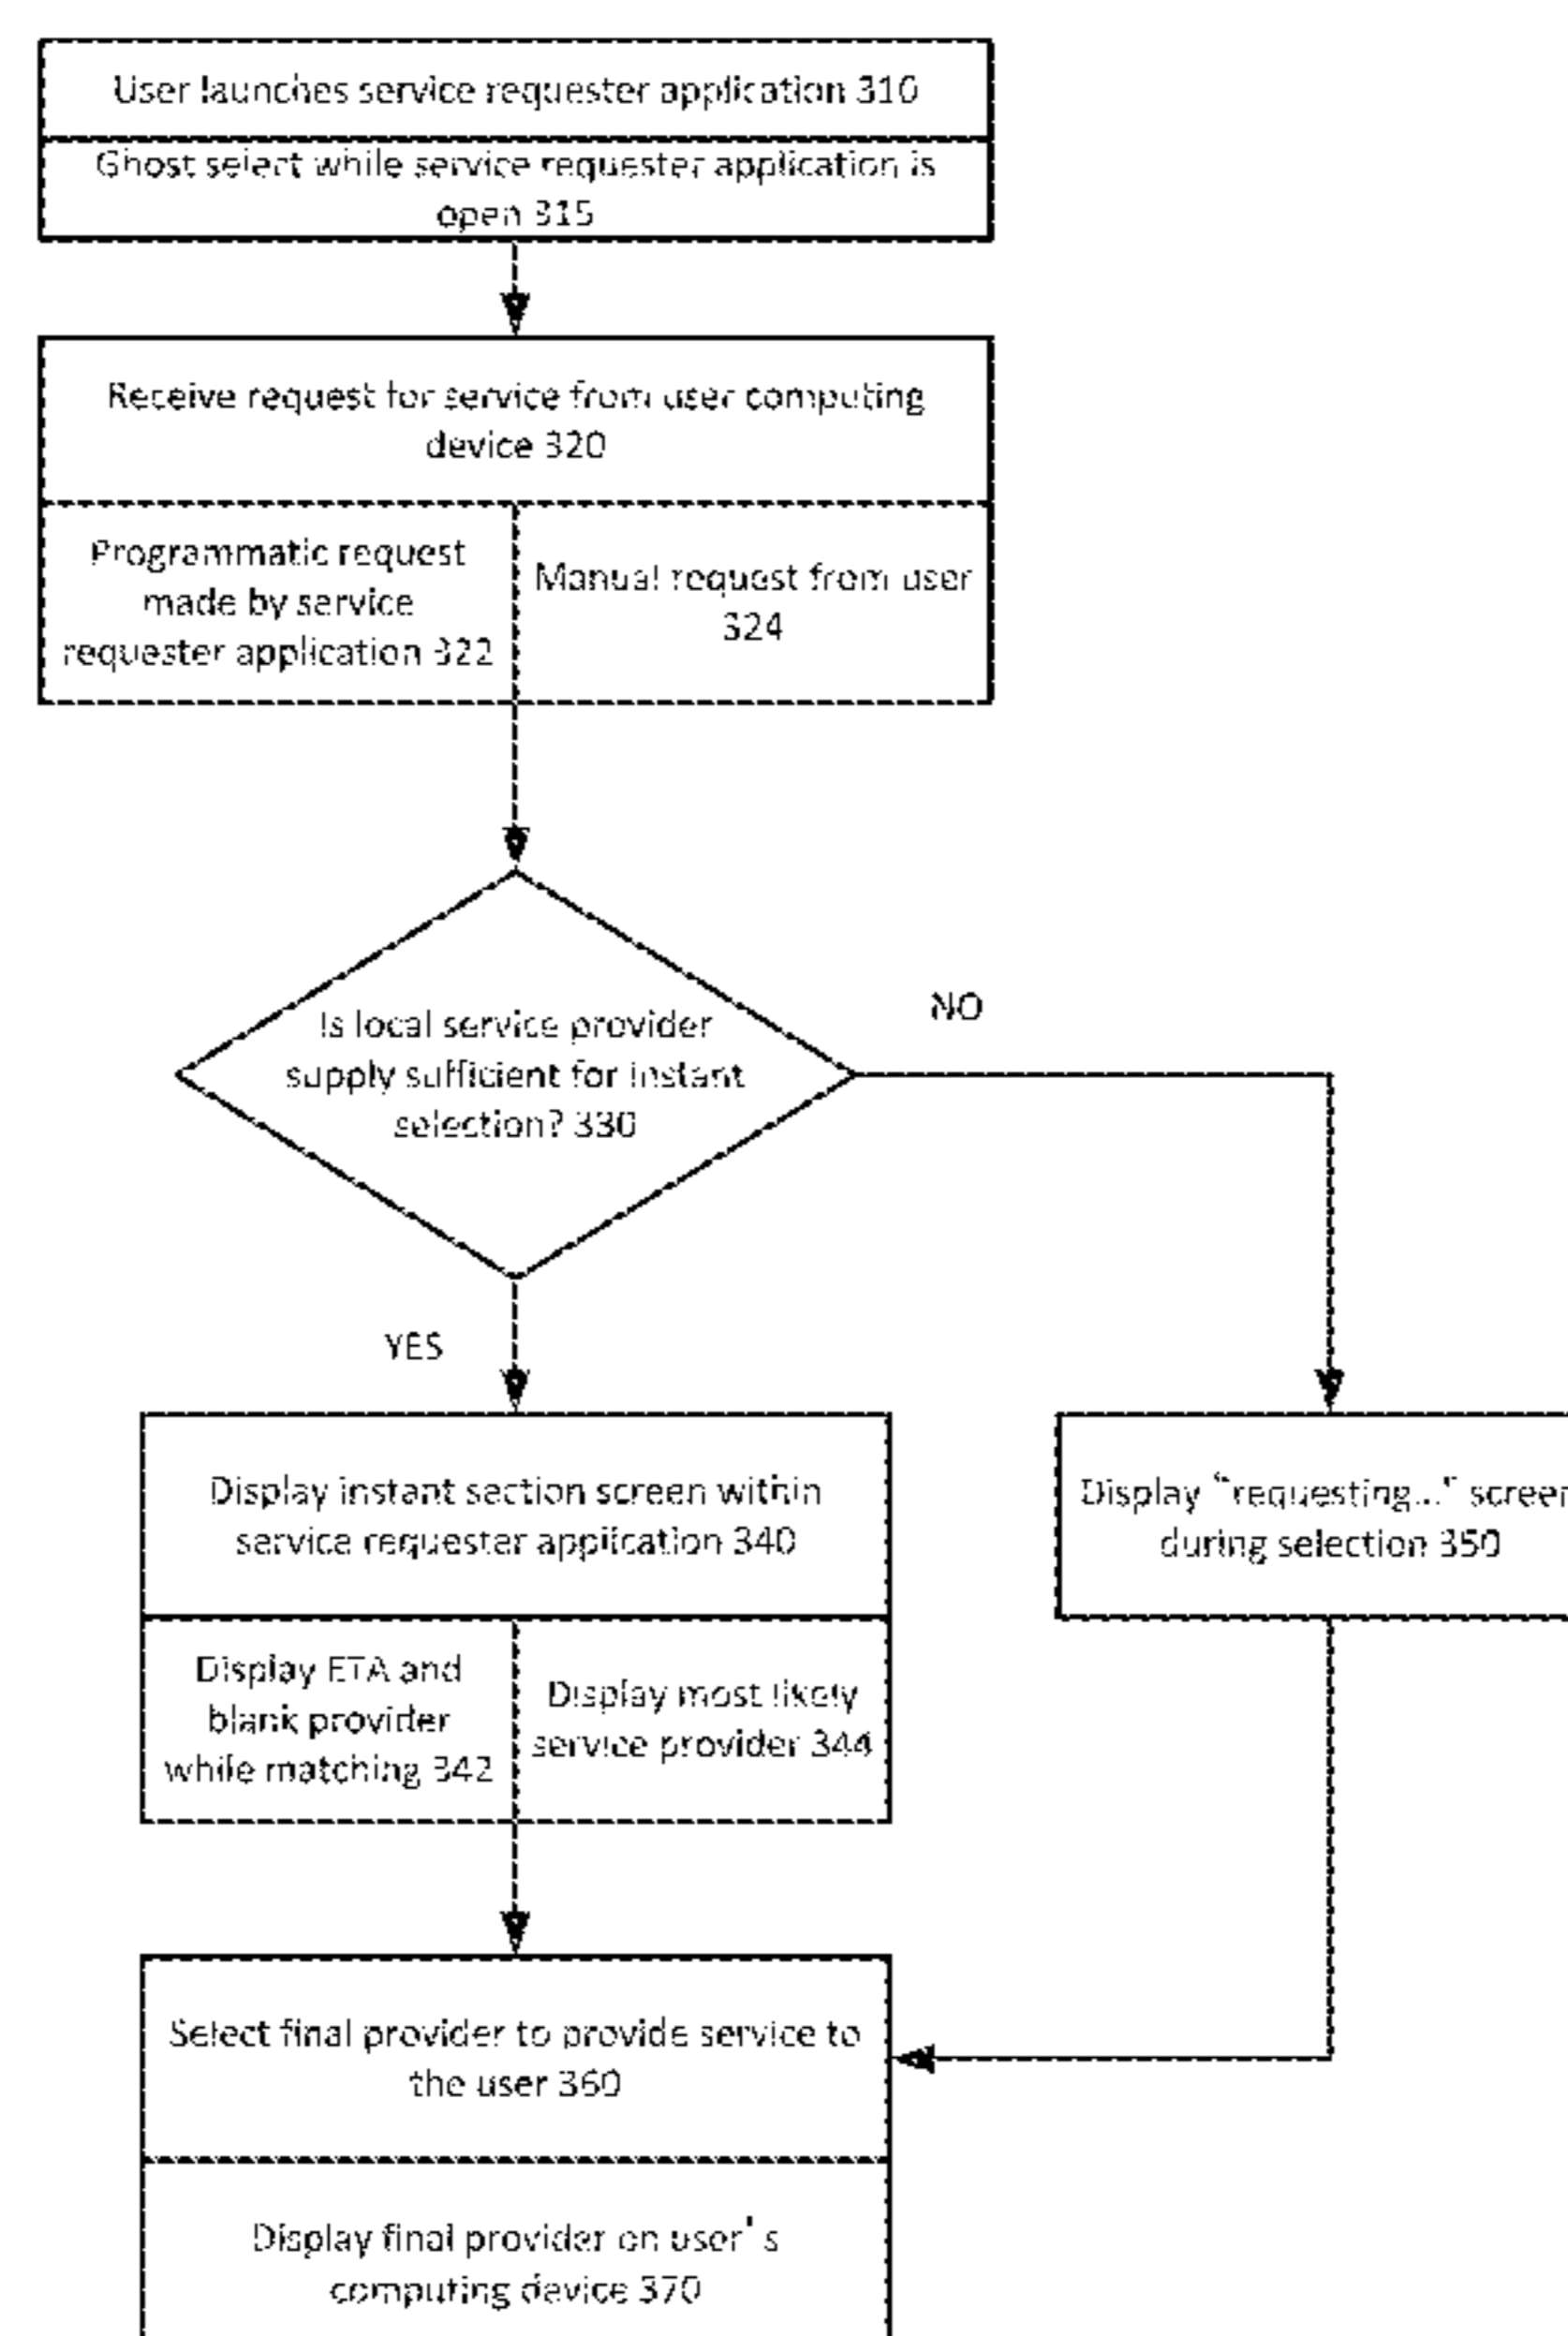 User launches service requester application 310
Ghost select while service requester application is
open 315
Receive request for service from user computing
device 320
Programmatic request
made by service
requester application 322
Manual request from user
324
Is local service provider
supply sufficient for instant
selection? 330
NO
YES
Display instant section screen within
service requester application 340
Display "requesting..." screen
during selection 350
Display ETA and
blank provider
while matching 342
Display most likely
service provider 344
Select final provider to provide service to
the user 360
Display final provider on user's
computing device 370